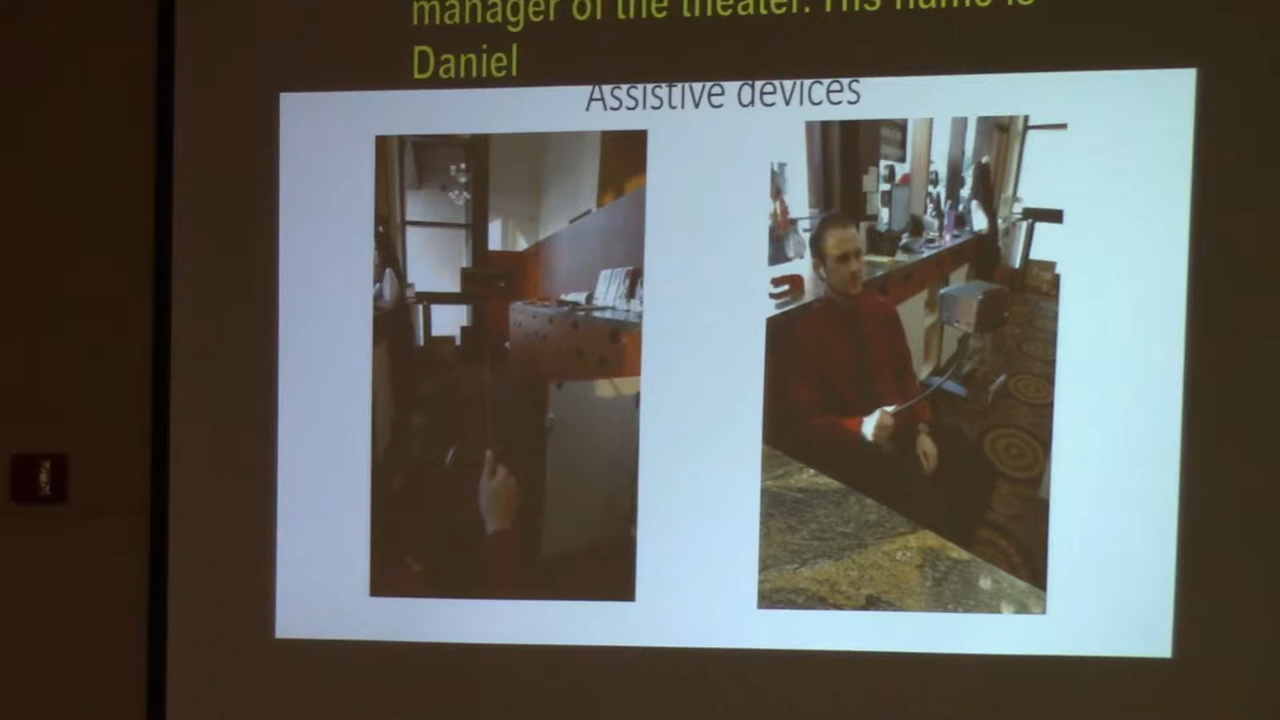 manager of the theater. His name is
Daniel
Assistive devices